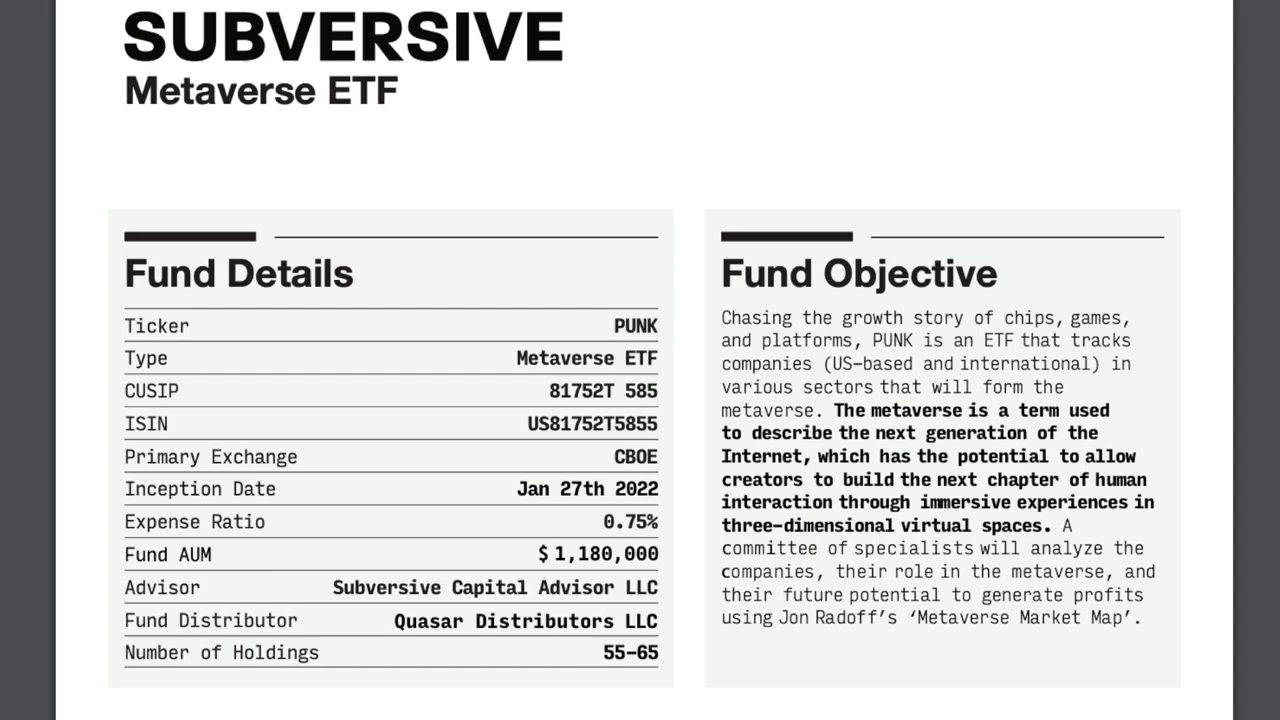 SUBVERSIVE
Metaverse ETF
Fund Details
Ticker PUNK
Type Metaverse ETF
CUSIP 81752T 585
ISIN US81752T5855
Primary Exchange CBOE
Inception Date Jan 27th 2022
Expense Ratio 0.75%
Fund AUM $ 1,180,000
Advisor Subversive Capital Advisor LLC
Fund Distributor Quasar Distributors LLC
Number of Holdings 55-65
Fund Objective
Chasing the growth story of chips, games,
and platforms, PUNK is an ETF that tracks
companies (US-based and international) in
various sectors that will form the
metaverse. The metaverse is a term used
to describe the next generation of the
Internet, which has the potential to allow
creators to build the next chapter of human
interaction through immersive experiences in
three-dimensional virtual spaces. A
committee of specialists will analyze the
companies, their role in the metaverse, and
their future potential to generate profits
using Jon Radoff's ‘Metaverse Market Map’.